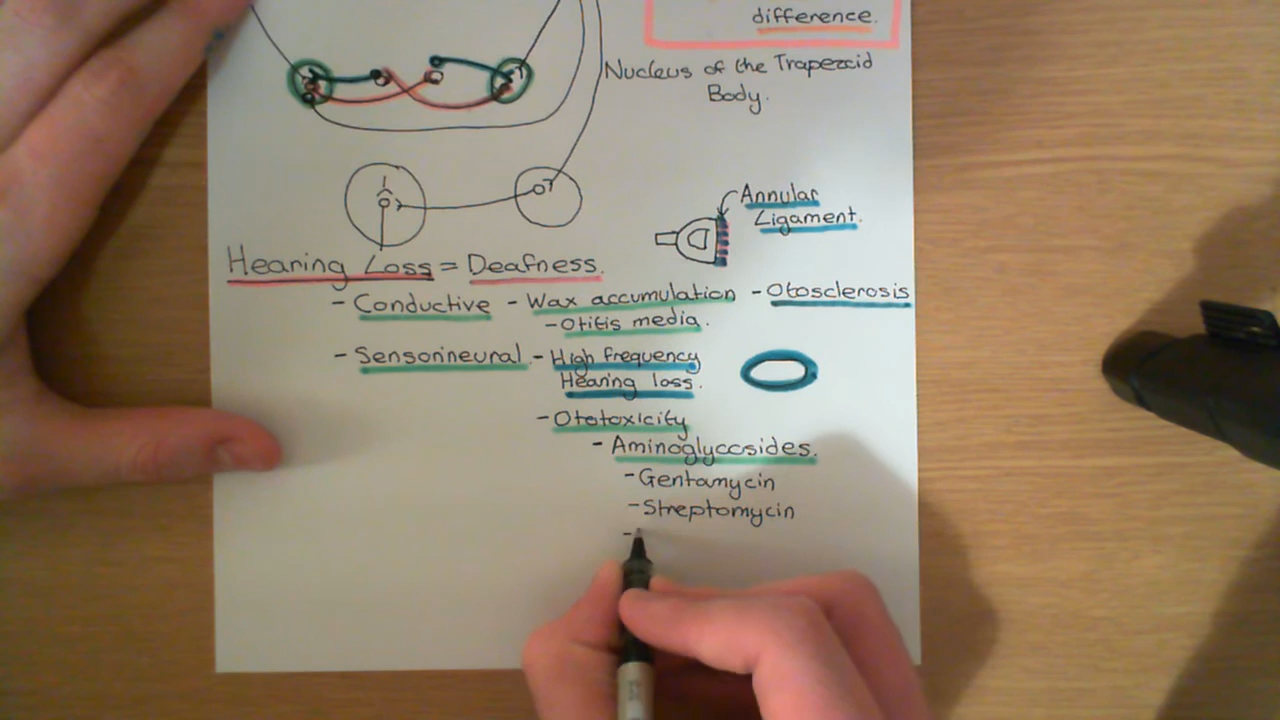 difference.
Nucleus of the Trapezoid
Body.
Annular
Ligament.
Hearing Loss = Deafness.
- Conductive - Wax accumulation - Otosclerosis
- Otitis media.
- Sensorineural - High frequency
Hearing loss.
- Ototoxicity
- Aminoglycosides.
- Gentamycin
- Streptomycin
-